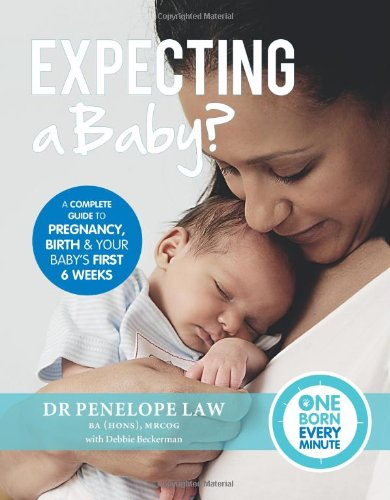 Copyrighted Material
EXPECTING
a Baby?
A COMPLETE
GUIDE TO
PREGNANCY,
BIRTH & YOUR
BABY'S FIRST
6 WEEKS
DR PENELOPE LAW
BA (HONS), MRCOG
with Debbie Beckerman
ONE
BORN
EVERY
MINUTE
Copyrighted Material